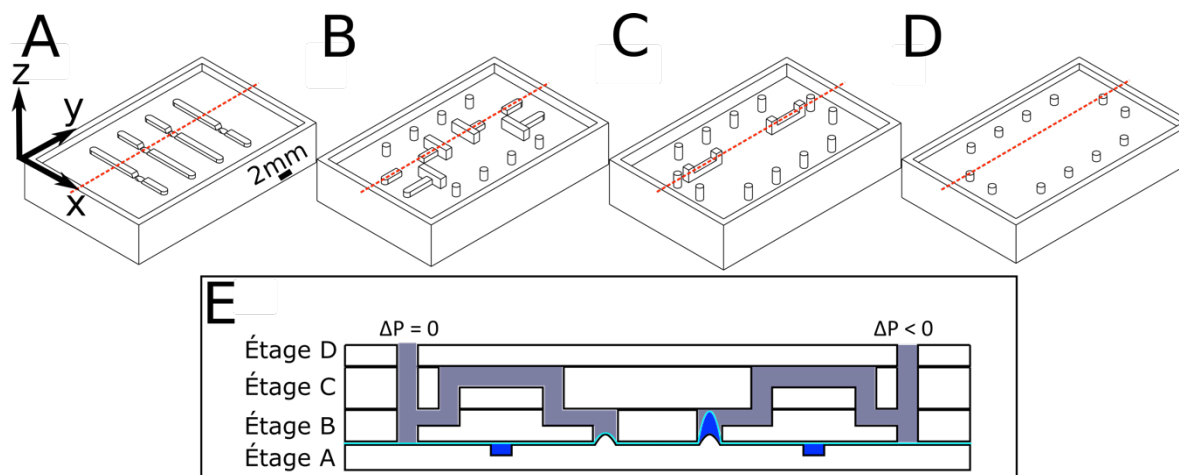 A
B
C
D
z
y
x
2mm
E
ΔP = 0
ΔP < 0
Étage D
Étage C
Étage B
Étage A